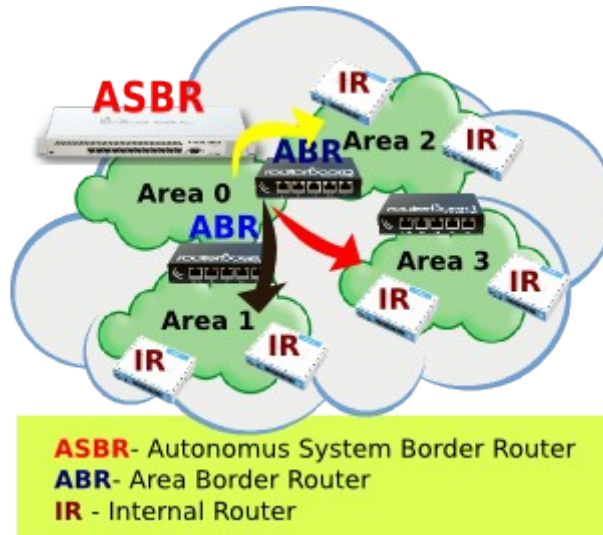 IR
ASBR
IR
Area 2
ABR
Area 0
ABR
Area 3
IR
IR
Area 1
IR
IR
ASBR- Autonomus System Border Router
ABR- Area Border Router
IR - Internal Router